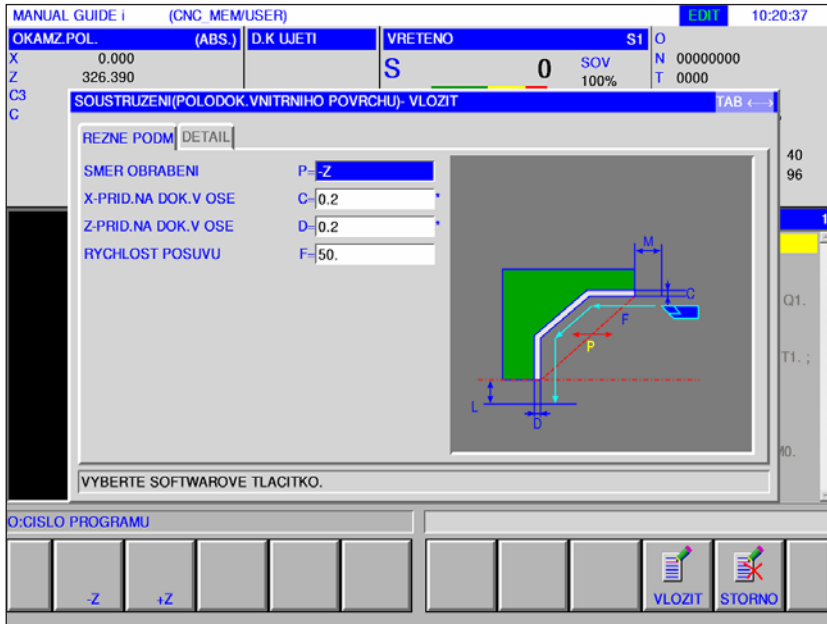 MANUAL GUIDE i (CNC_MEM/USER) EDIT 10:20:37
OKAMZ.POL. (ABS.) D.K UJETI VRETENO S1 O
X 0.000 S 0 SOV N 00000000
Z 326.390 100% T 0000
C3
C
SOUSTRUZENI(POLODOK.VNITRNIHO POVRCHU)- VLOZIT TAB ←→
REZNE PODM DETAIL
SMER OBRABENI P=-Z
X-PRID.NA DOK.V OSE C=0.2 *
Z-PRID.NA DOK.V OSE D=0.2 *
RYCHLOST POSUVU F=50.
M
C
F
P
L
D
40
96
1
Q1.
T1. ;
M0.
VYBERTE SOFTWAROVE TLACITKO.
O:CISLO PROGRAMU
-Z +Z VLOZIT STORNO